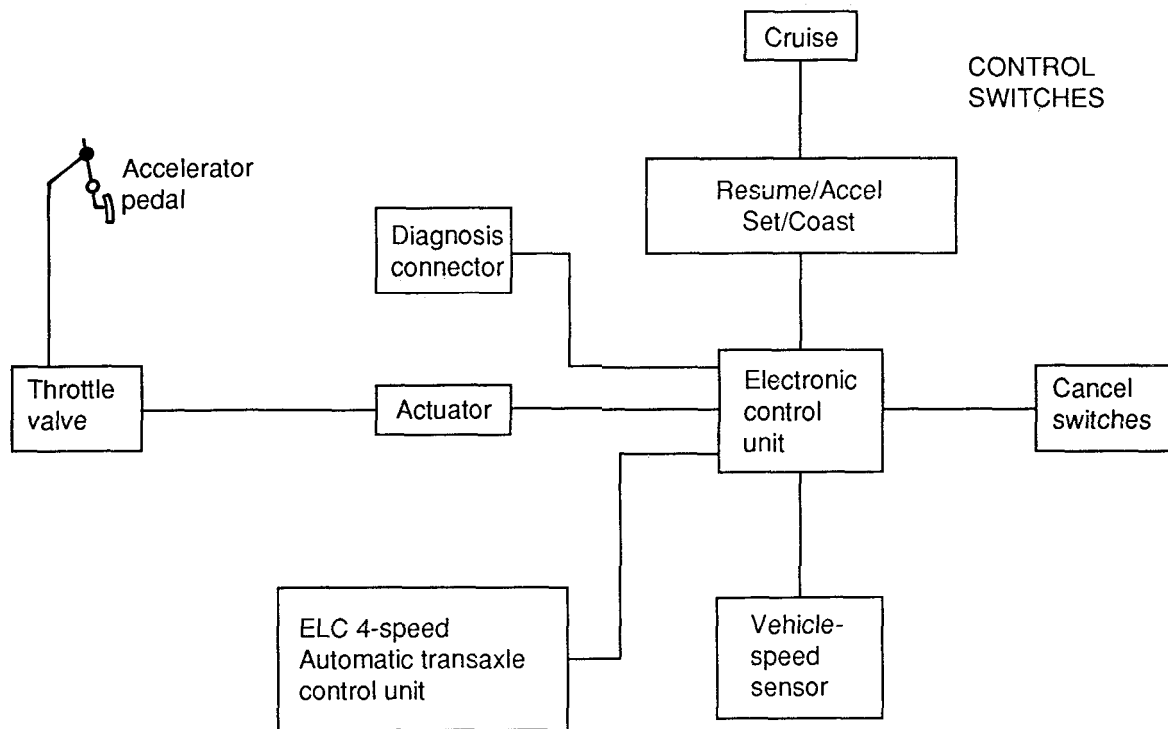 Cruise
CONTROL
SWITCHES
Accelerator
pedal
Resume/Accel
Set/Coast
Diagnosis
connector
Throttle
valve
Actuator
Electronic
control
unit
Cancel
switches
ELC 4-speed
Automatic transaxle
control unit
Vehicle-
speed
sensor